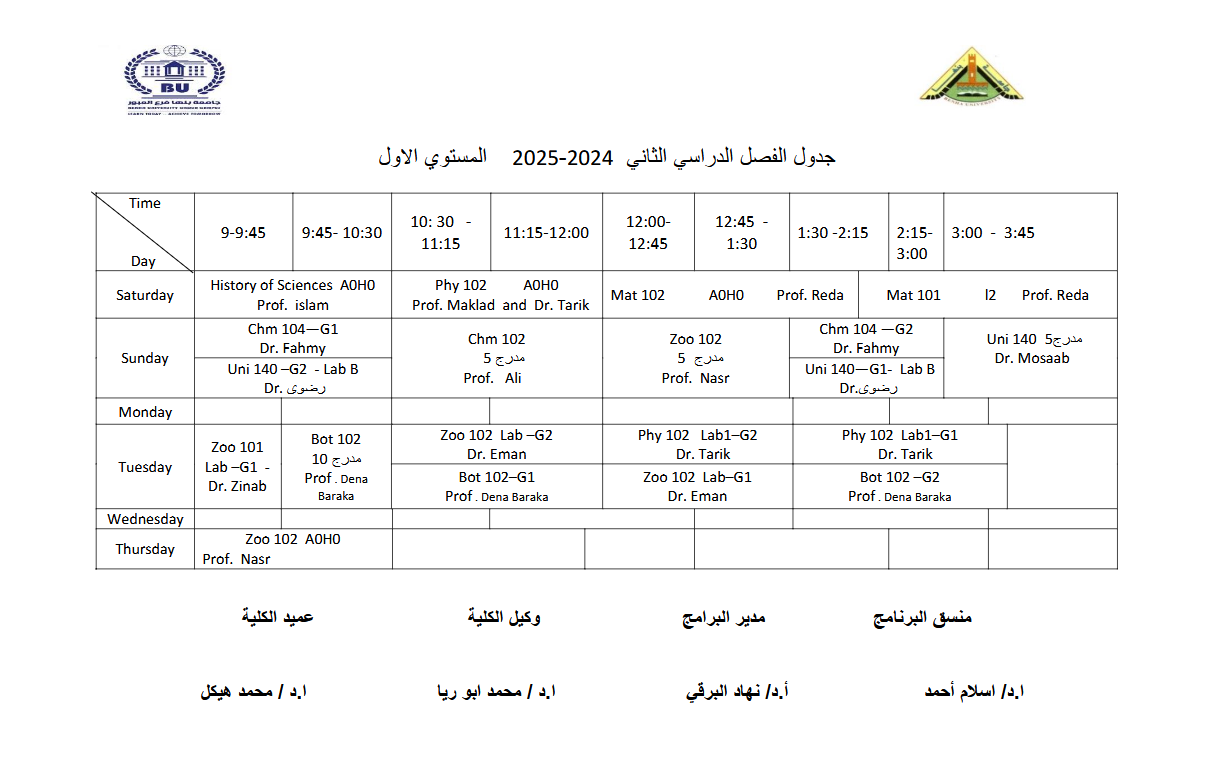 BU
جامعة بنها فرع العبور
جدول الفصل الدراسي الثاني 2024-2025 المستوي الاول
Time
Day
9-9:45
9:45- 10:30
10: 30 -
11:15
11:15-12:00
12:00-
12:45
12:45 -
1:30
1:30 -2:15
2:15-
3:00
3:00 - 3:45
Saturday
History of Sciences A0H0
Prof. islam
Phy 102 A0H0
Prof. Maklad and Dr. Tarik
Mat 102 A0H0 Prof. Reda
Mat 101 l2 Prof. Reda
Sunday
Chm 104—G1
Dr. Fahmy
Uni 140 –G2 - Lab B
Dr. رضوى
Chm 102
مدرج 5
Prof. Ali
Zoo 102
مدرج 5
Prof. Nasr
Chm 104 —G2
Dr. Fahmy
Uni 140—G1- Lab B
Dr.رضوى
Uni 140 مدرج5
Dr. Mosaab
Monday
Tuesday
Zoo 101
Lab –G1 -
Dr. Zinab
Bot 102
مدرج 10
Prof . Dena
Baraka
Zoo 102 Lab –G2
Dr. Eman
Bot 102–G1
Prof . Dena Baraka
Phy 102 Lab1–G2
Dr. Tarik
Zoo 102 Lab–G1
Dr. Eman
Phy 102 Lab1–G1
Dr. Tarik
Bot 102 –G2
Prof . Dena Baraka
Wednesday
Thursday
Zoo 102 A0H0
Prof. Nasr
منسق البرنامج
مدير البرامج
وكيل الكلية
عميد الكلية
ا.د/ اسلام أحمد
أ.د/ نهاد البرقي
ا.د / محمد ابو ريا
ا.د / محمد هيكل